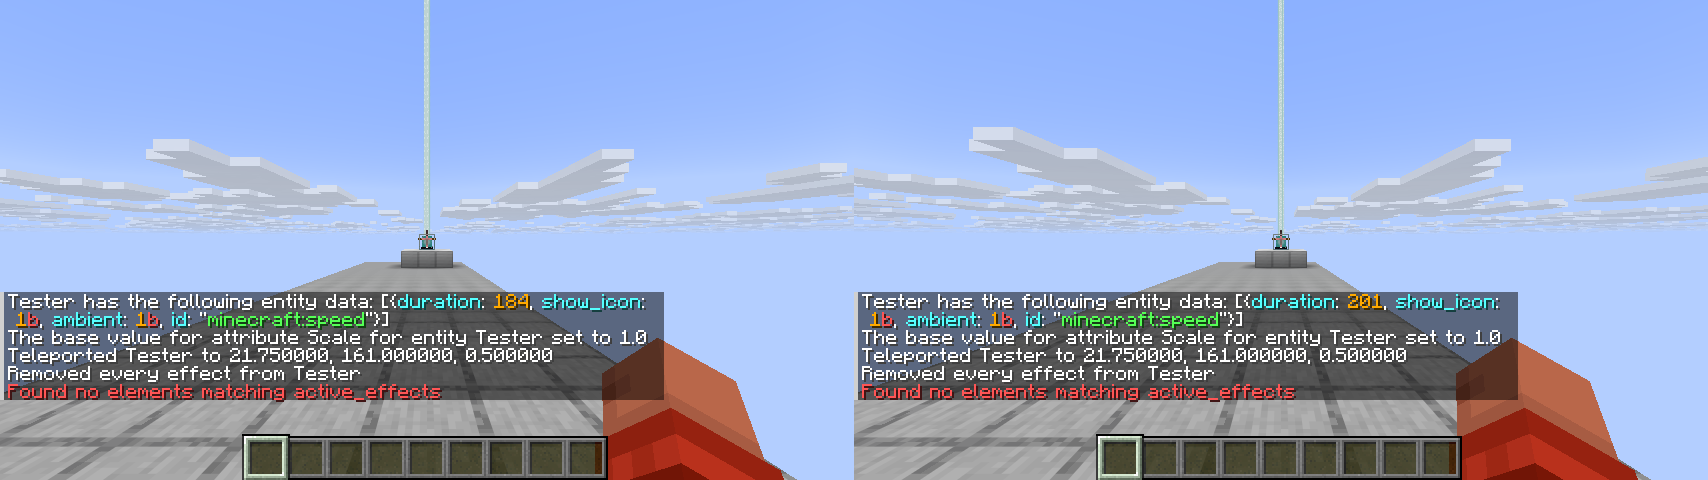 Tester has the following entity data: [{duration: 184, show_icon:
1b, ambient: 1b, id: "minecraft:speed"}]
The base value for attribute Scale for entity Tester set to 1.0
Teleported Tester to 21.750000, 161.000000, 0.500000
Removed every effect from Tester
Found no elements matching active_effects
Tester has the following entity data: [{duration: 201, show_icon:
1b, ambient: 1b, id: "minecraft:speed"}]
The base value for attribute Scale for entity Tester set to 1.0
Teleported Tester to 21.750000, 161.000000, 0.500000
Removed every effect from Tester
Found no elements matching active_effects